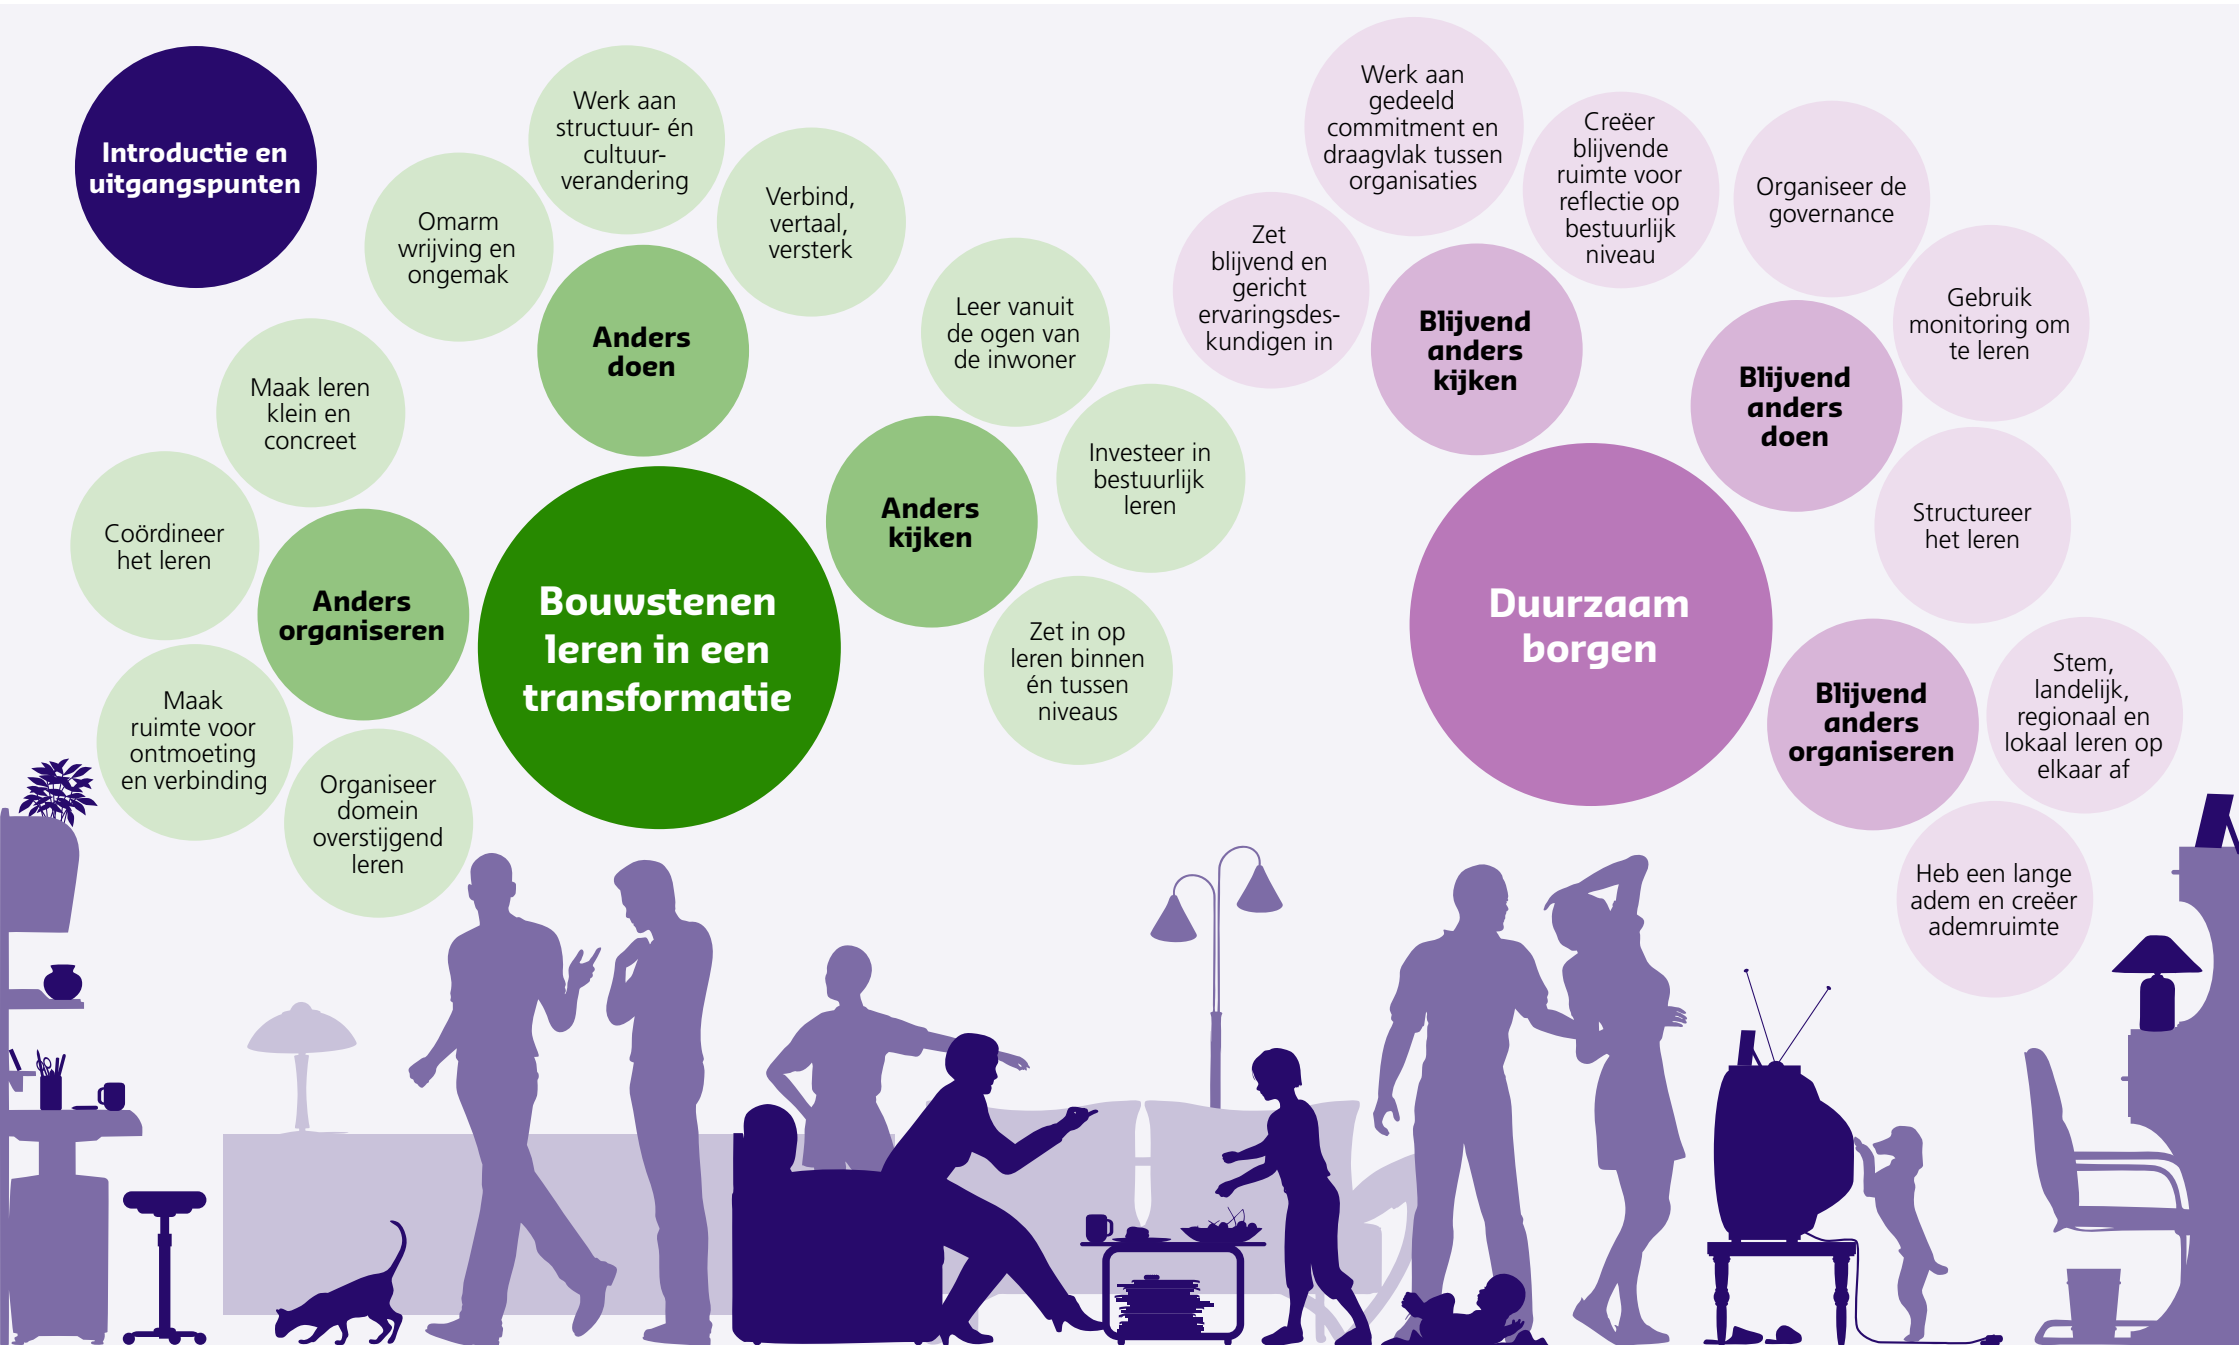 Introductie en
uitgangspunten
Bouwstenen
leren in een
transformatie
Anders
organiseren
Maak leren
klein en
concreet
Coördineer
het leren
Maak
ruimte voor
ontmoeting
en verbinding
Organiseer
domein
overstijgend
leren
Anders
doen
Omarm
wrijving en
ongemak
Werk aan
structuur- én
cultuur-
verandering
Verbind,
vertaal,
versterk
Anders
kijken
Leer vanuit
de ogen van
de inwoner
Investeer in
bestuurlijk
leren
Zet in op
leren binnen
én tussen
niveaus
Duurzaam
borgen
Blijvend
anders
kijken
Zet
blijvend en
gericht
ervaringsdes-
kundigen in
Werk aan
gedeeld
commitment en
draagvlak tussen
organisaties
Creëer
blijvende
ruimte voor
reflectie op
bestuurlijk
niveau
Blijvend
anders
doen
Organiseer de
governance
Gebruik
monitoring om
te leren
Structureer
het leren
Blijvend
anders
organiseren
Stem,
landelijk,
regionaal en
lokaal leren op
elkaar af
Heb een lange
adem en creëer
ademruimte